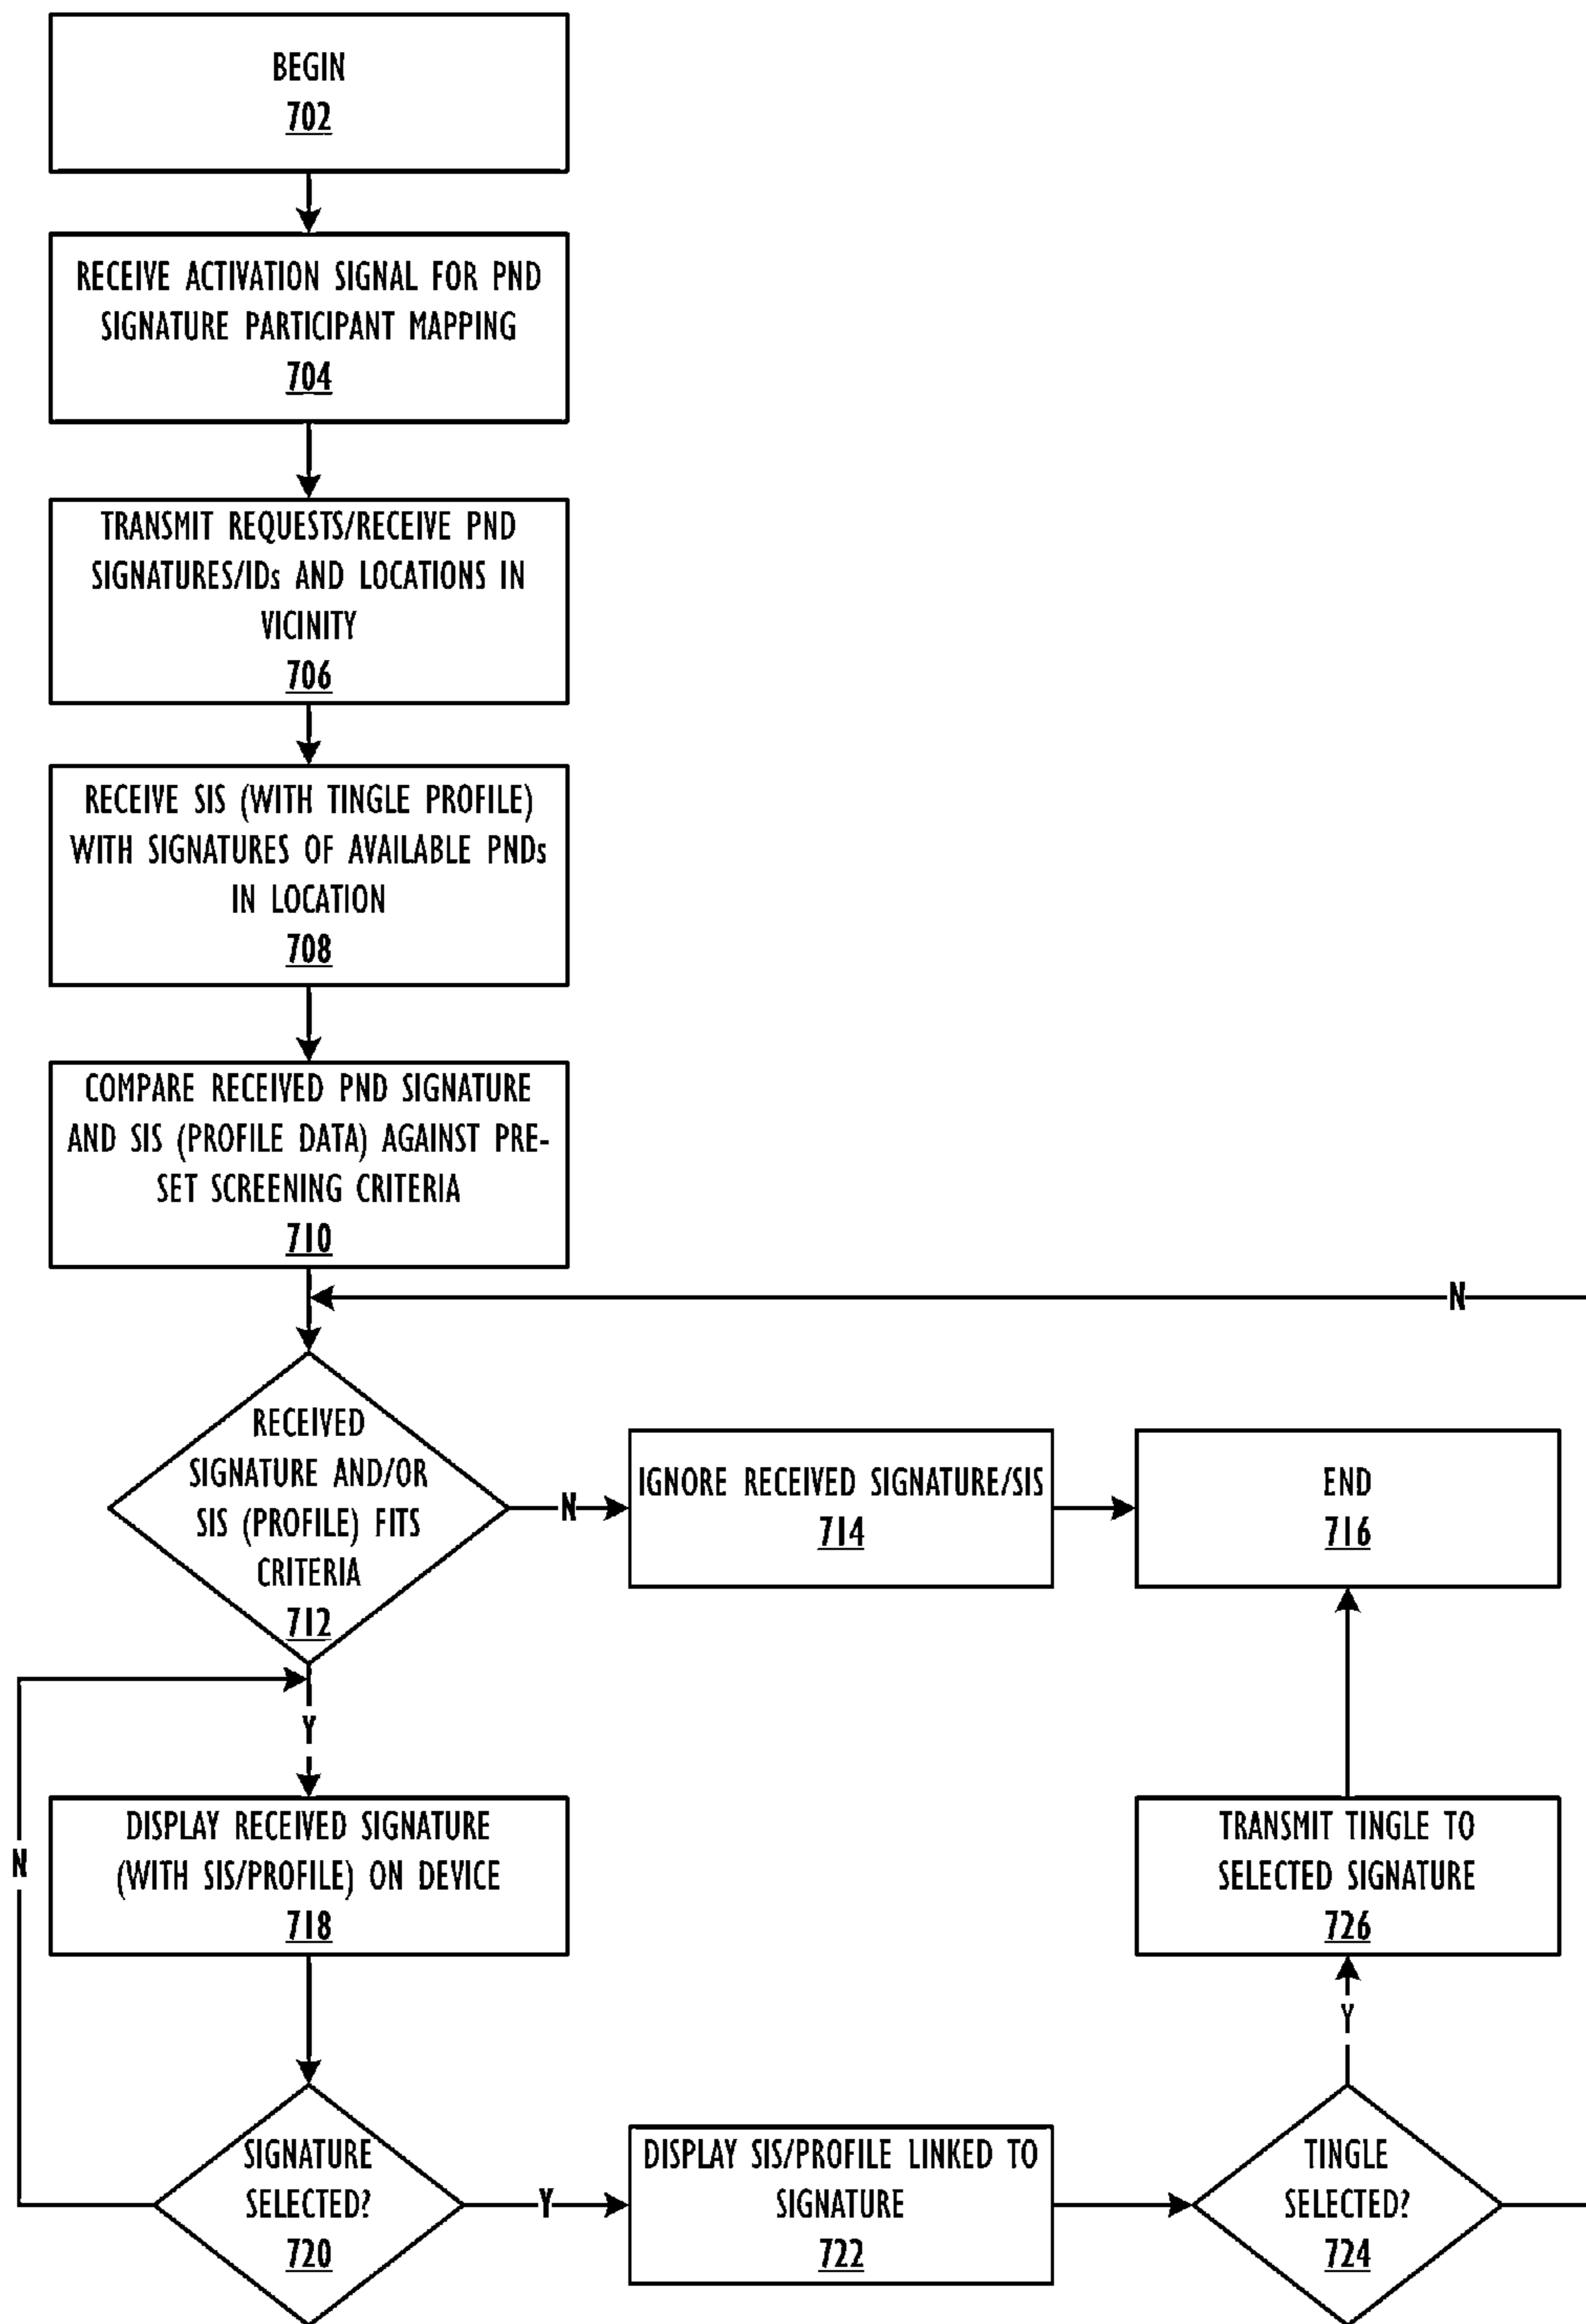 BEGIN
702
RECEIVE ACTIVATION SIGNAL FOR PND
SIGNATURE PARTICIPANT MAPPING
704
TRANSMIT REQUESTS/RECEIVE PND
SIGNATURES/IDs AND LOCATIONS IN
VICINITY
706
RECEIVE SIS (WITH TINGLE PROFILE)
WITH SIGNATURES OF AVAILABLE PNDs
IN LOCATION
708
COMPARE RECEIVED PND SIGNATURE
AND SIS (PROFILE DATA) AGAINST PRE-
SET SCREENING CRITERIA
710
N
RECEIVED
SIGNATURE AND/OR
SIS (PROFILE) FITS
CRITERIA
712
N
IGNORE RECEIVED SIGNATURE/SIS
714
END
716
Y
N
DISPLAY RECEIVED SIGNATURE
(WITH SIS/PROFILE) ON DEVICE
718
TRANSMIT TINGLE TO
SELECTED SIGNATURE
726
Y
SIGNATURE
SELECTED?
720
Y
DISPLAY SIS/PROFILE LINKED TO
SIGNATURE
722
TINGLE
SELECTED?
724